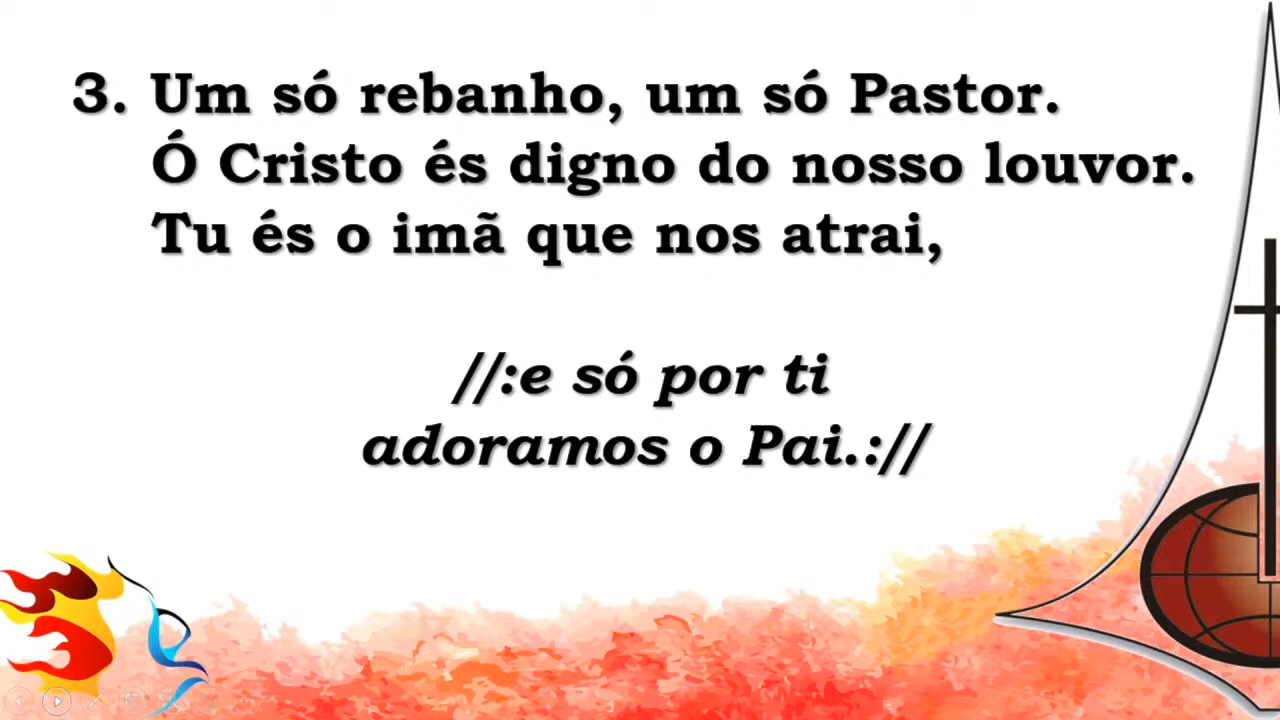 3. Um só rebanho, um só Pastor.
Ó Cristo és digno do nosso louvor.
Tu és o imã que nos atrai,
//:e só por ti
adoramos o Pai.://